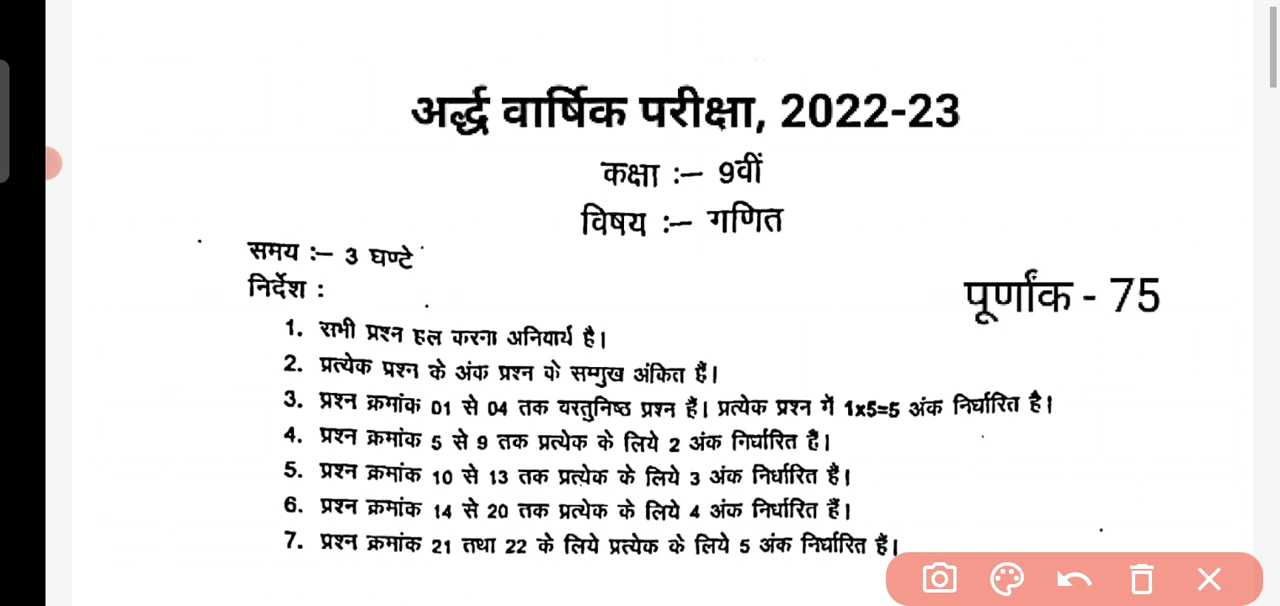 अर्द्ध वार्षिक परीक्षा, 2022-23
कक्षा :– 9वीं
विषय :– गणित
समय :– 3 घण्टे
पूर्णांक - 75
निर्देश :
1. सभी प्रश्न हल करना अनिवार्य है।
2. प्रत्येक प्रश्न के अंक प्रश्न के सम्मुख अंकित हैं।
3. प्रश्न क्रमांक 01 से 04 तक वस्तुनिष्ठ प्रश्न हैं। प्रत्येक प्रश्न में 1x5=5 अंक निर्धारित है।
4. प्रश्न क्रमांक 5 से 9 तक प्रत्येक के लिये 2 अंक निर्धारित हैं।
5. प्रश्न क्रमांक 10 से 13 तक प्रत्येक के लिये 3 अंक निर्धारित हैं।
6. प्रश्न क्रमांक 14 से 20 तक प्रत्येक के लिये 4 अंक निर्धारित हैं।
7. प्रश्न क्रमांक 21 तथा 22 के लिये प्रत्येक के लिये 5 अंक निर्धारित हैं।